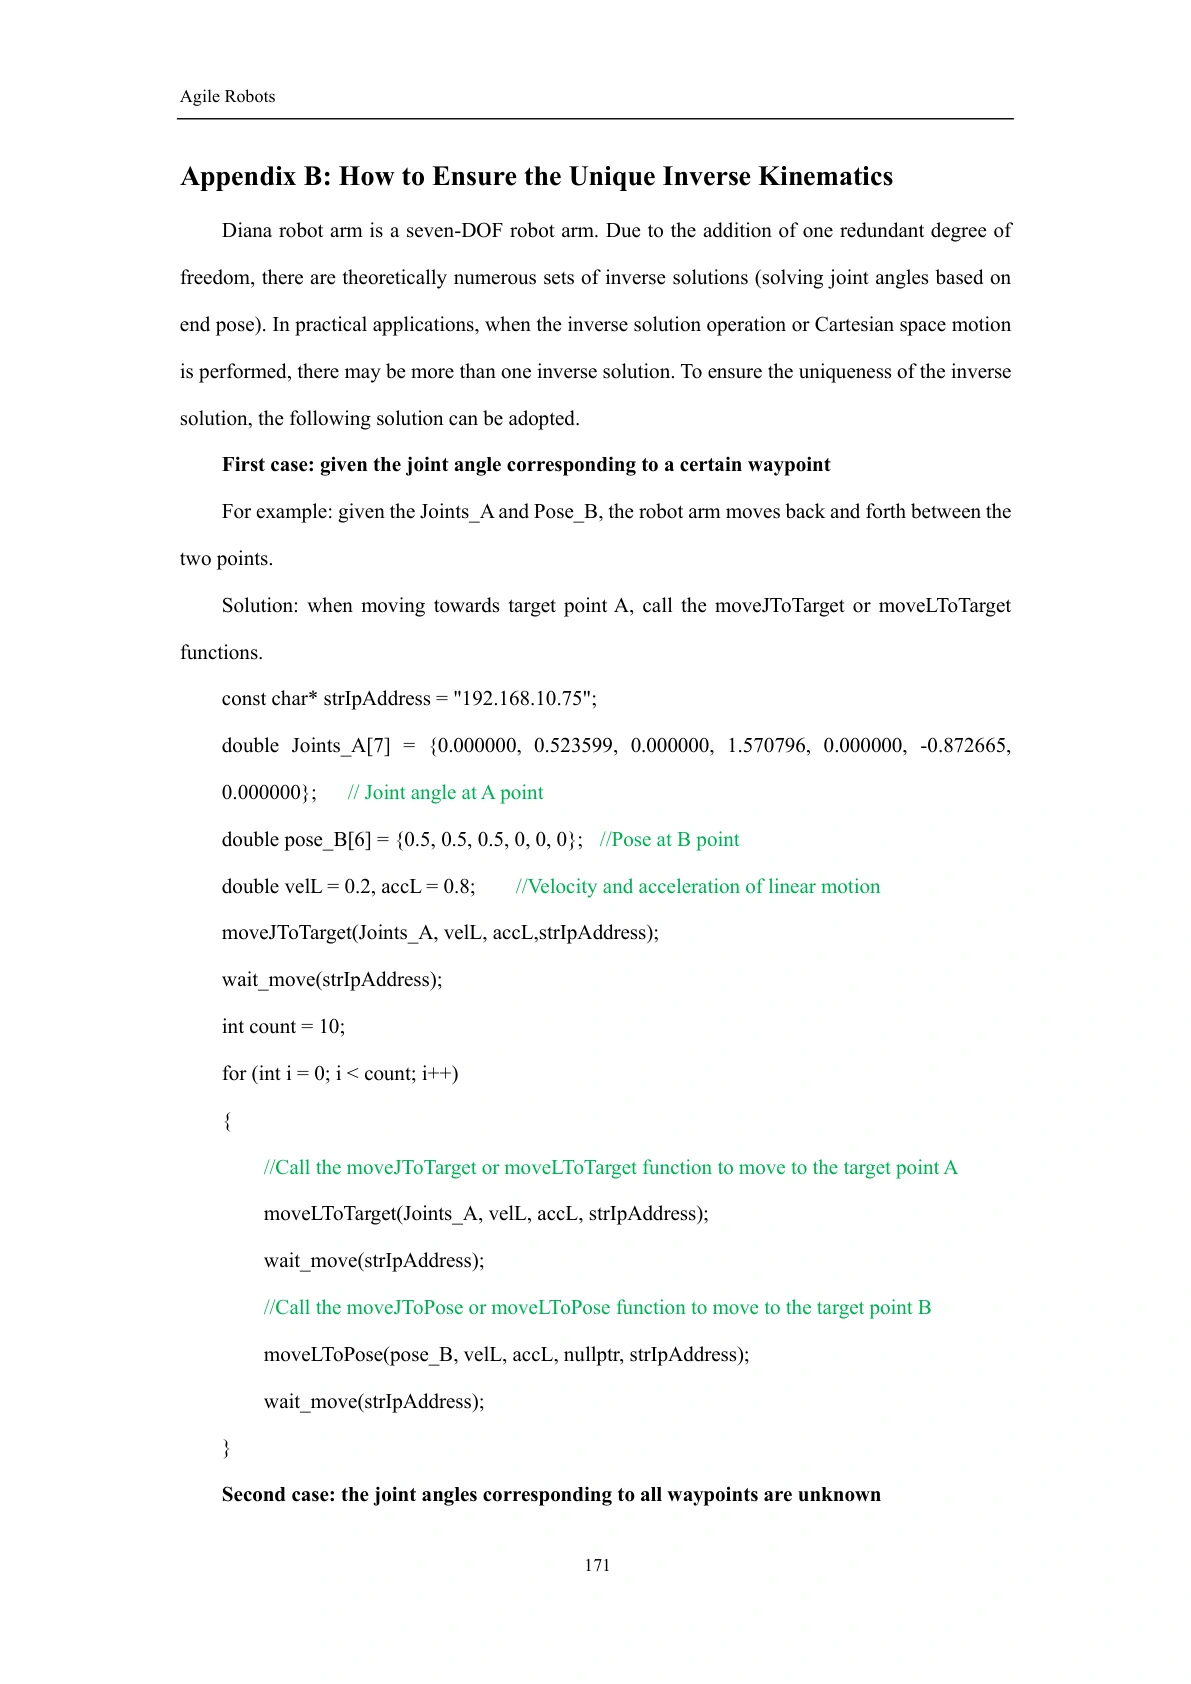 Agile Robots
Appendix B: How to Ensure the Unique Inverse Kinematics
Diana robot arm is a seven-DOF robot arm. Due to the addition of one redundant degree of
freedom, there are theoretically numerous sets of inverse solutions (solving joint angles based on
end pose). In practical applications, when the inverse solution operation or Cartesian space motion
is performed, there may be more than one inverse solution. To ensure the uniqueness of the inverse
solution, the following solution can be adopted.
First case: given the joint angle corresponding to a certain waypoint
For example: given the Joints_A and Pose_B, the robot arm moves back and forth between the
two points.
Solution: when moving towards target point A, call the moveJToTarget or moveLToTarget
functions.
const char* strIpAddress = "192.168.10.75";
double Joints_A[7] = {0.000000, 0.523599, 0.000000, 1.570796, 0.000000, -0.872665,
0.000000}; // Joint angle at A point
double pose_B[6] = {0.5, 0.5, 0.5, 0, 0, 0}; //Pose at B point
double velL = 0.2, accL = 0.8; //Velocity and acceleration of linear motion
moveJToTarget(Joints_A, velL, accL,strIpAddress);
wait_move(strIpAddress);
int count = 10;
for (int i = 0; i < count; i++)
{
//Call the moveJToTarget or moveLToTarget function to move to the target point A
moveLToTarget(Joints_A, velL, accL, strIpAddress);
wait_move(strIpAddress);
//Call the moveJToPose or moveLToPose function to move to the target point B
moveLToPose(pose_B, velL, accL, nullptr, strIpAddress);
wait_move(strIpAddress);
}
Second case: the joint angles corresponding to all waypoints are unknown
171